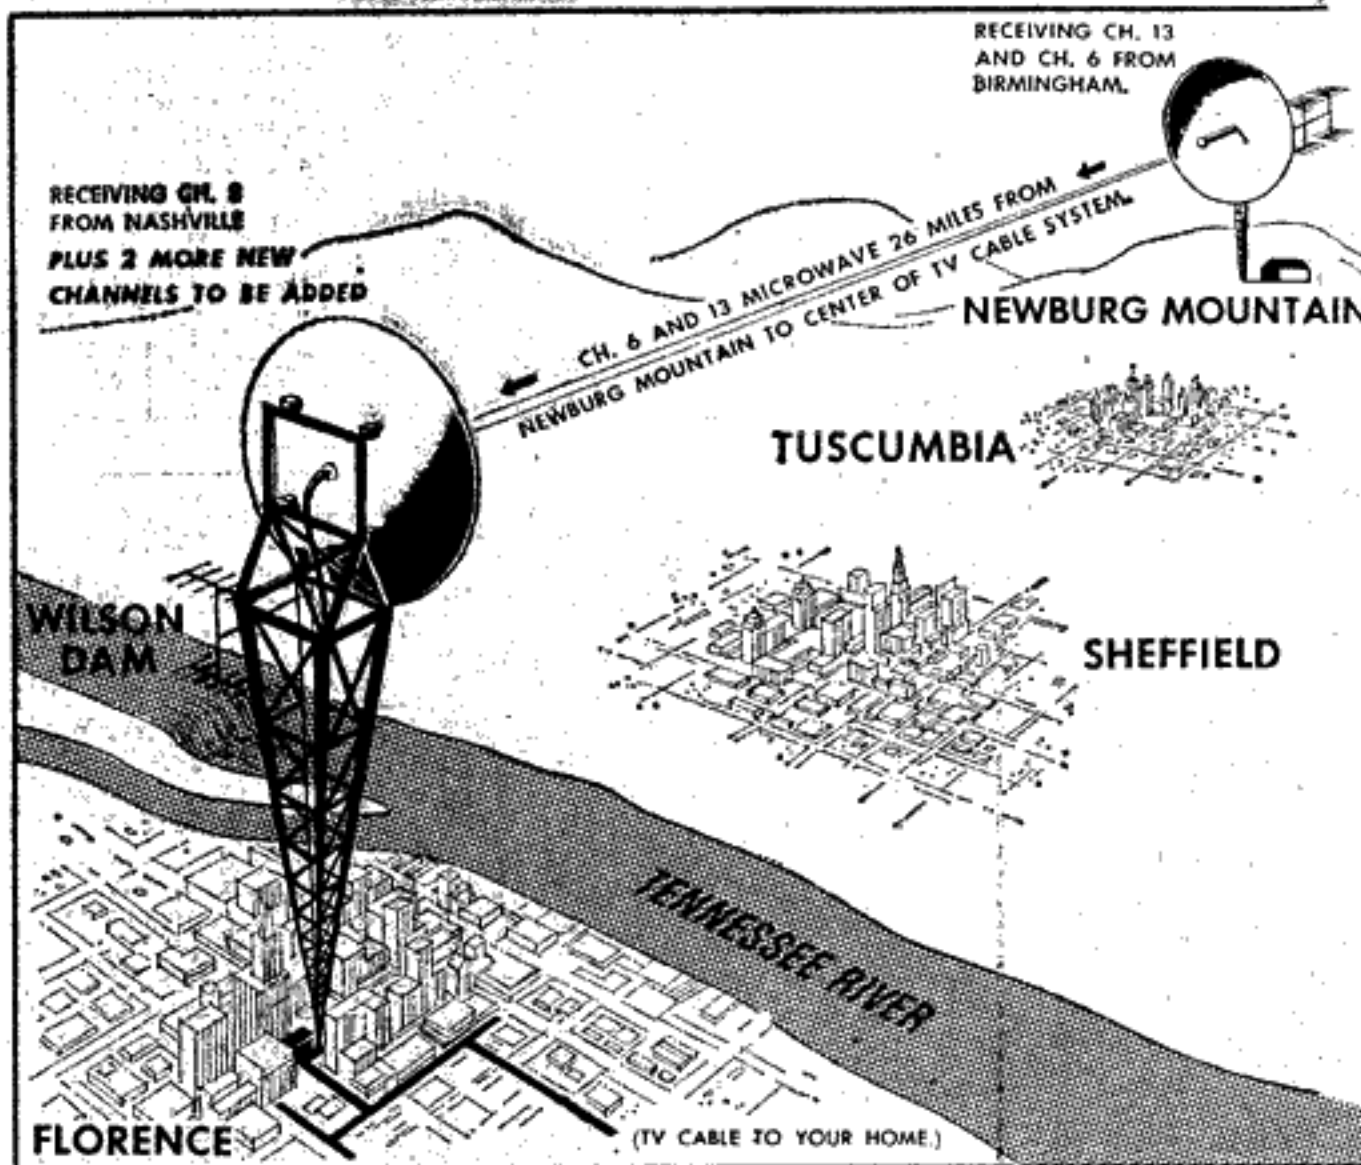 RECEIVING CH. 13
AND CH. 6 FROM
BIRMINGHAM.
RECEIVING CH. 8
FROM NASHVILLE
PLUS 2 MORE NEW
CHANNELS TO BE ADDED
CH. 6 AND 13 MICROWAVE 26 MILES FROM
NEWBURG MOUNTAIN TO CENTER OF TV CABLE SYSTEM.
NEWBURG MOUNTAIN
TUSCUMBIA
WILSON
DAM
SHEFFIELD
TENNESSEE RIVER
FLORENCE
(TV CABLE TO YOUR HOME.)